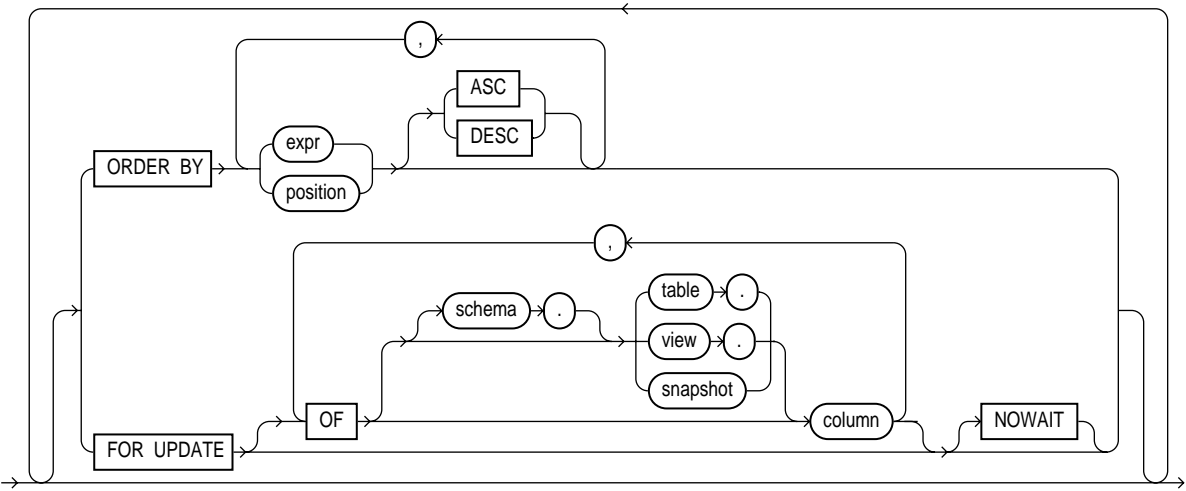 ,
ASC
DESC
expr
ORDER BY
position
,
table .
schema .
view .
snapshot
OF
column
NOWAIT
FOR UPDATE